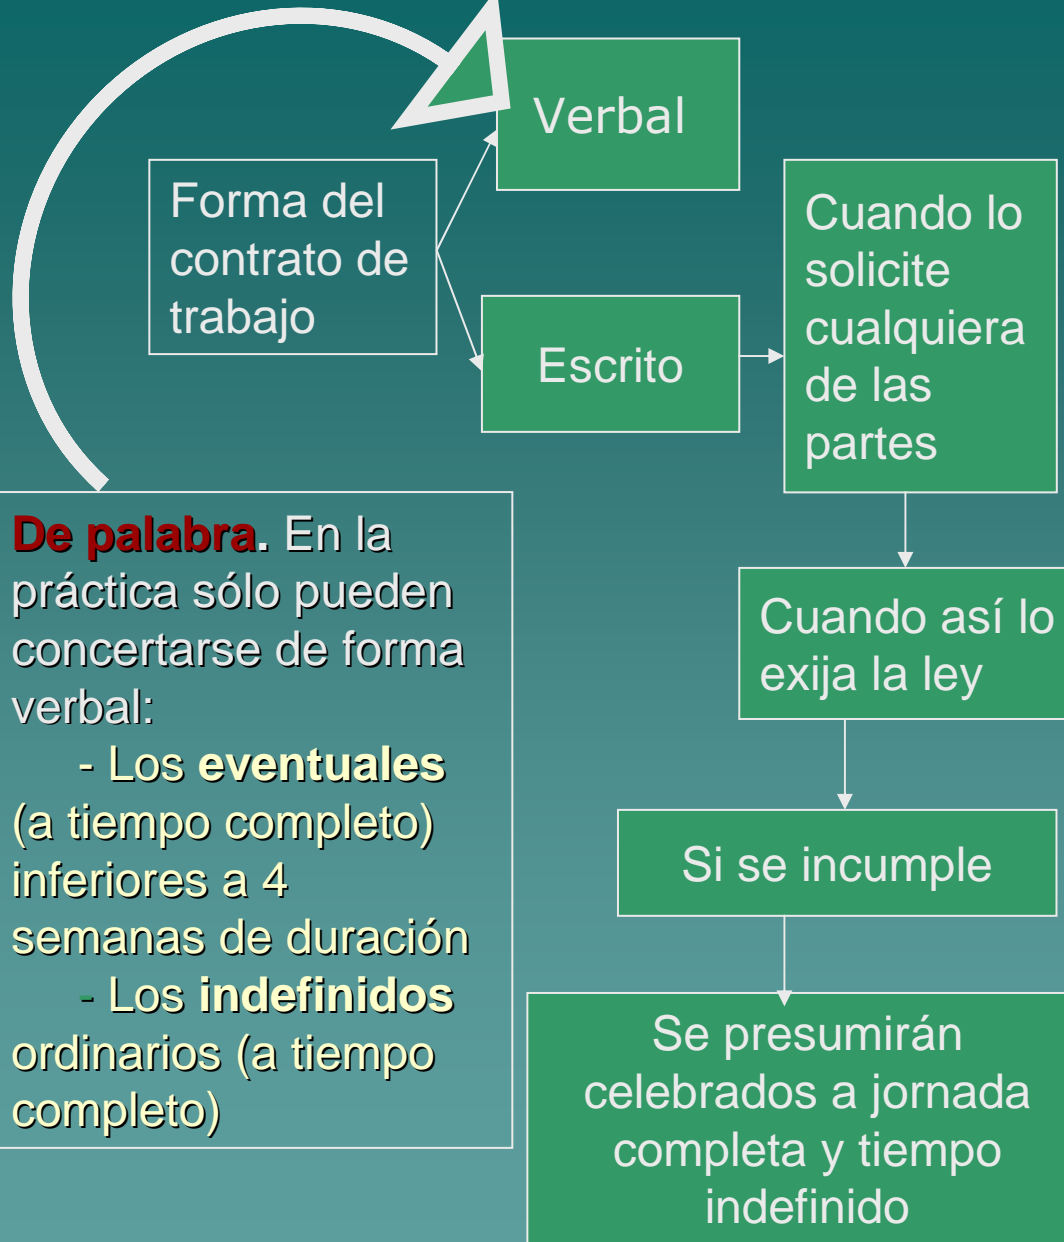 Verbal
Forma del
contrato de
trabajo
Escrito
Cuando lo
solicite
cualquiera
de las
partes
Cuando así lo
exija la ley
Si se incumple
Se presumirán
celebrados a jornada
completa y tiempo
indefinido
De palabra. En la
práctica sólo pueden
concertarse de forma
verbal:
- Los eventuales
(a tiempo completo)
inferiores a 4
semanas de duración
- Los indefinidos
ordinarios (a tiempo
completo)